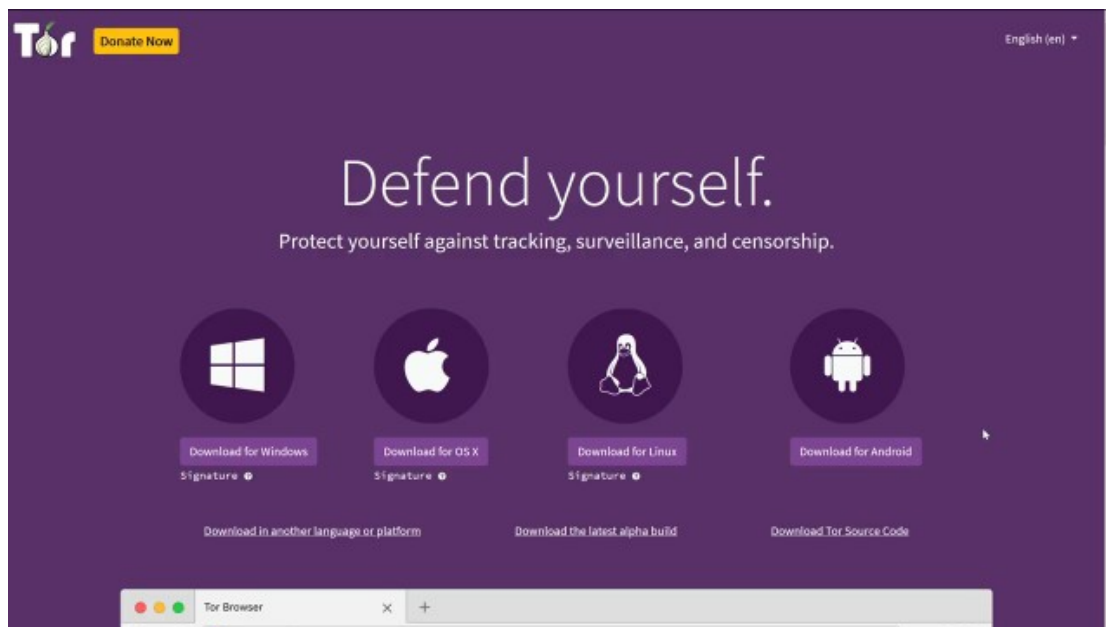 Tor
Donate Now
English (en)
Defend yourself.
Protect yourself against tracking, surveillance, and censorship.
Download for Windows
Download for OS X
Download for Linux
Download for Android
Signature
Signature
Signature
Download in another language or platform
Download the latest alpha build
Download Tor Source Code
Tor Browser